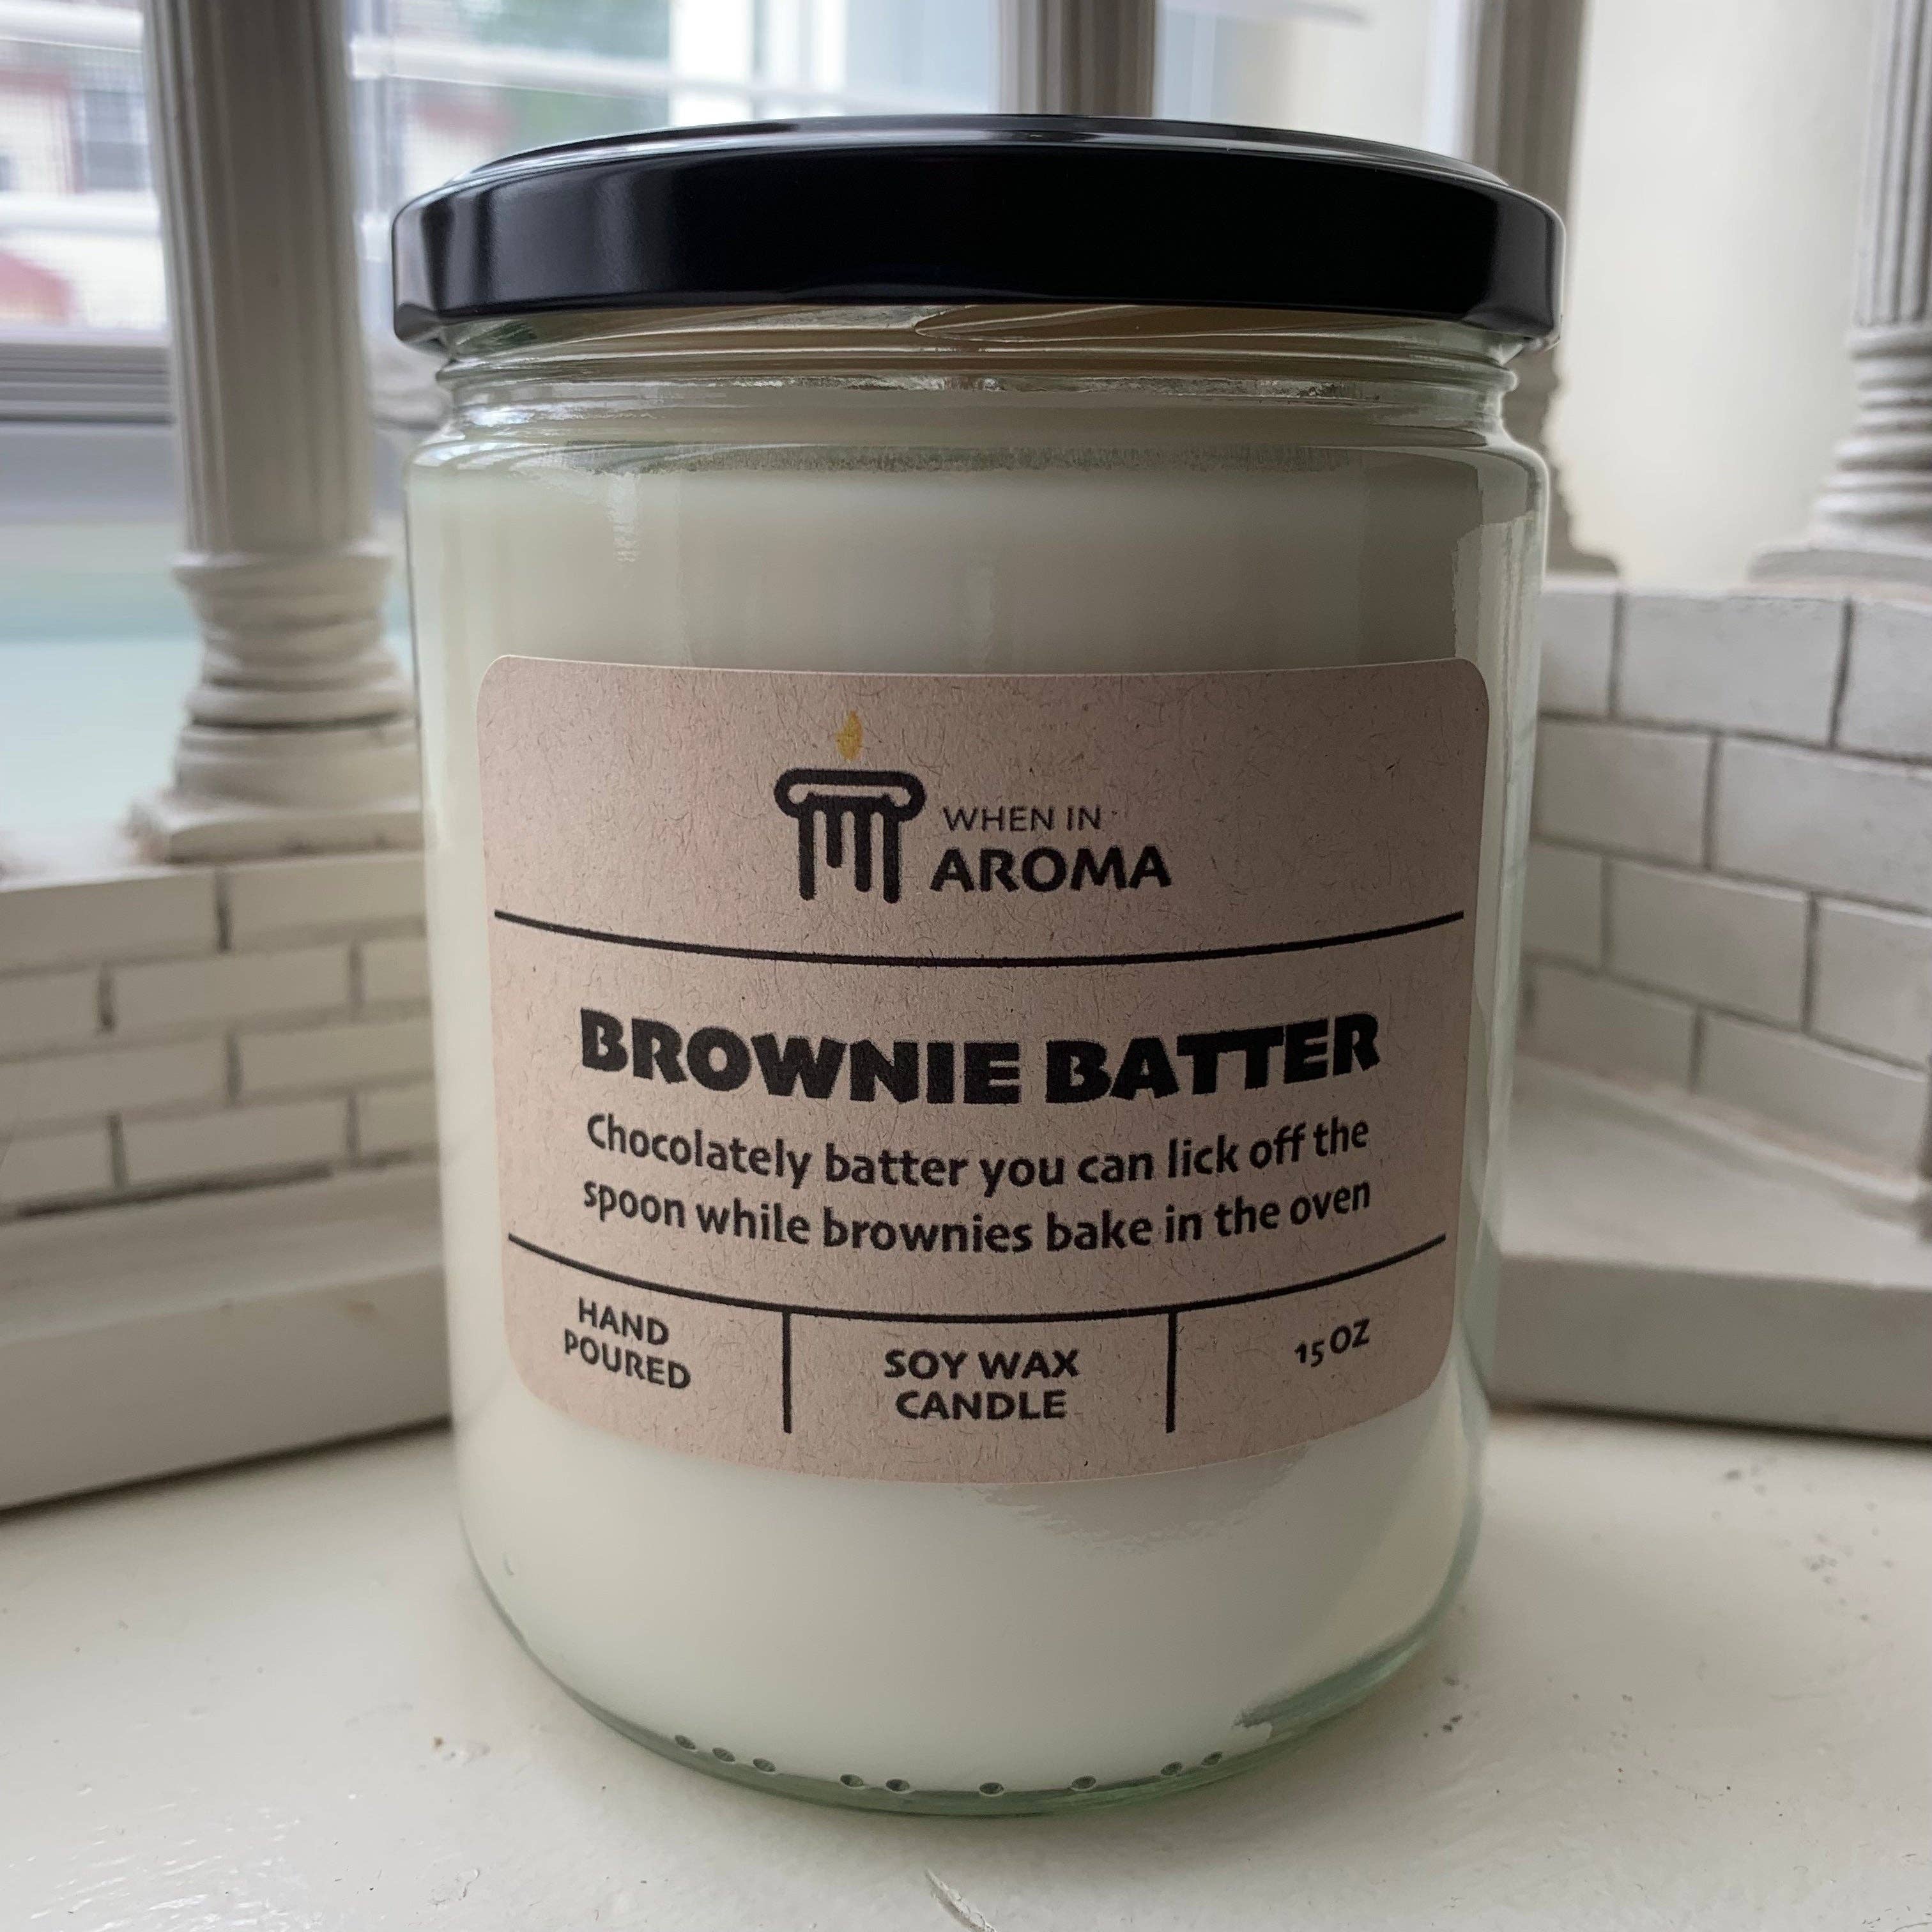 WHEN IN
AROMA
BROWNIE BATTER
Chocolately batter you can lick off the
spoon while brownies bake in the oven
HAND
POURED
SOY WAX
CANDLE
15 OZ